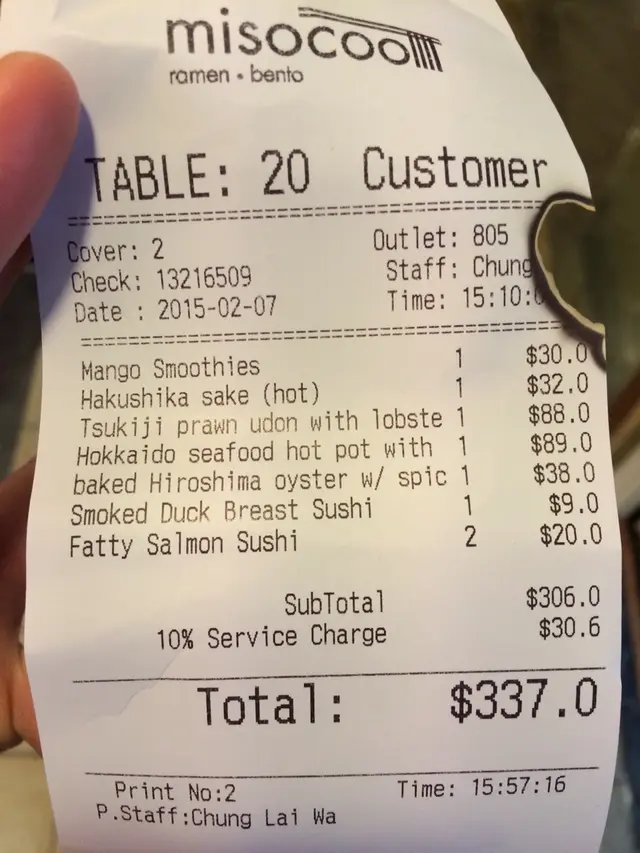 misocool
ramen • bento
TABLE: 20 Customer
Cover: 2 Outlet: 805
Check: 13216509 Staff: Chung
Date : 2015-02-07 Time: 15:10:
Mango Smoothies 1 $30.0
Hakushika sake (hot) 1 $32.0
Tsukiji prawn udon with lobste 1 $88.0
Hokkaido seafood hot pot with 1 $89.0
baked Hiroshima oyster w/ spic 1 $38.0
Smoked Duck Breast Sushi 1 $9.0
Fatty Salmon Sushi 2 $20.0
SubTotal $306.0
10% Service Charge $30.6
Total: $337.0
Print No:2 Time: 15:57:16
P.Staff:Chung Lai Wa